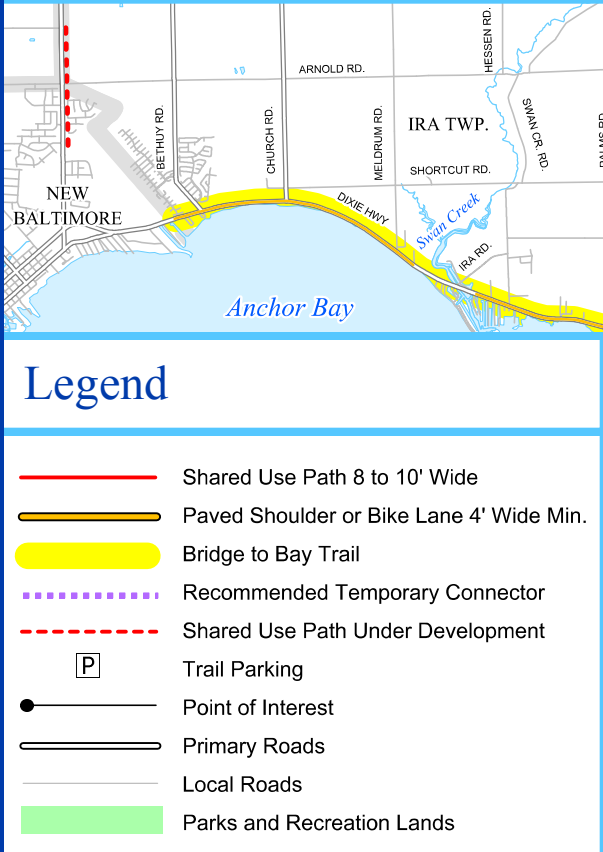 HESSEN RD.
ARNOLD RD.
BETHUY RD.
CHURCH RD.
MELDRUM RD.
IRA TWP.
SWAN CR. RD.
SHORTCUT RD.
NEW
BALTIMORE
DIXIE HWY
Swan Creek
IRA RD.
Anchor Bay
Legend
Shared Use Path 8 to 10' Wide
Paved Shoulder or Bike Lane 4' Wide Min.
Bridge to Bay Trail
Recommended Temporary Connector
Shared Use Path Under Development
P Trail Parking
Point of Interest
Primary Roads
Local Roads
Parks and Recreation Lands